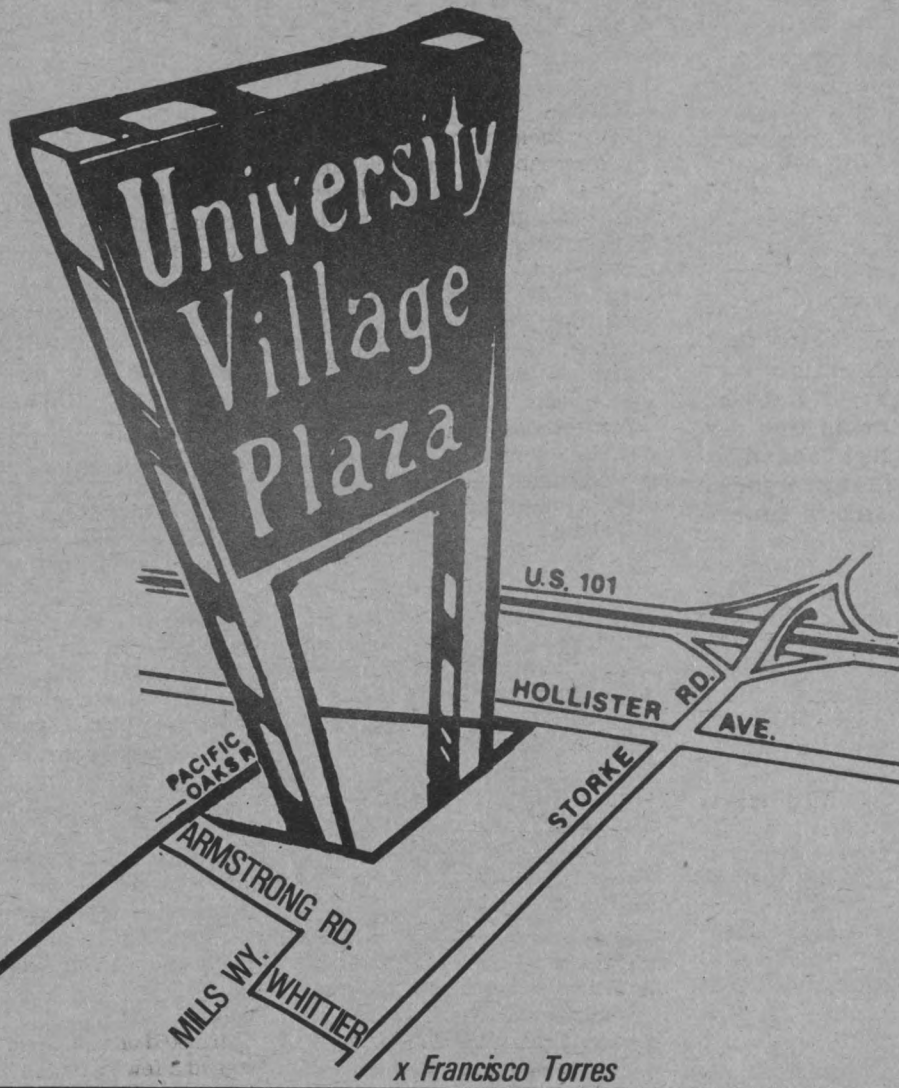 University
Village
Plaza
U.S. 101
HOLLISTER
AVE.
STORKE
RD.
PACIFIC
OAKS R
ARMSTRONG RD.
MILLS WY.
WHITTIER
x Francisco Torres